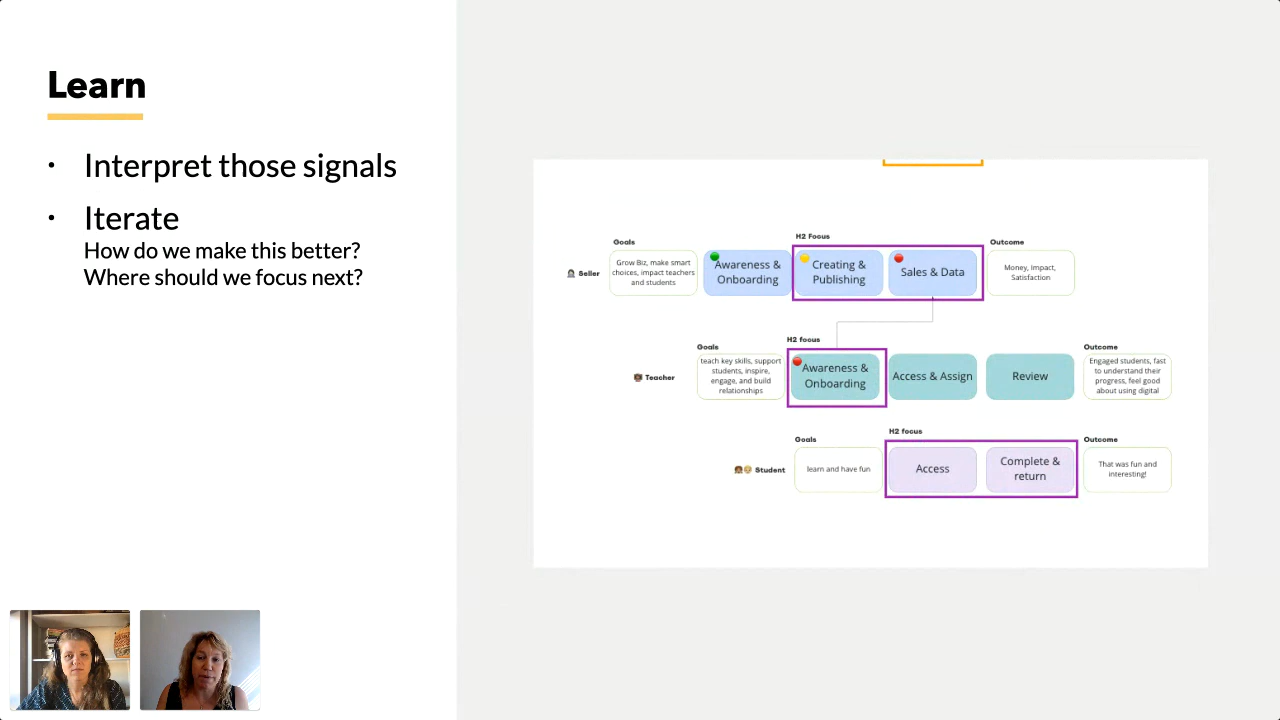 Learn
• Interpret those signals
• Iterate
How do we make this better?
Where should we focus next?
Goals
H2 Focus
Outcome
Seller
Grow Biz, make smart
choices, impact teachers
and students
Awareness &
Onboarding
Creating &
Publishing
Sales & Data
Money, Impact,
Satisfaction
Goals
H2 focus
Outcome
Teacher
teach key skills, support
students, inspire,
engage, and build
relationships
Awareness &
Onboarding
Access & Assign
Review
Engaged students, fast
to understand their
progress, feel good
about using digital
Goals
H2 focus
Outcome
Student
learn and have fun
Access
Complete &
return
That was fun and
interesting!